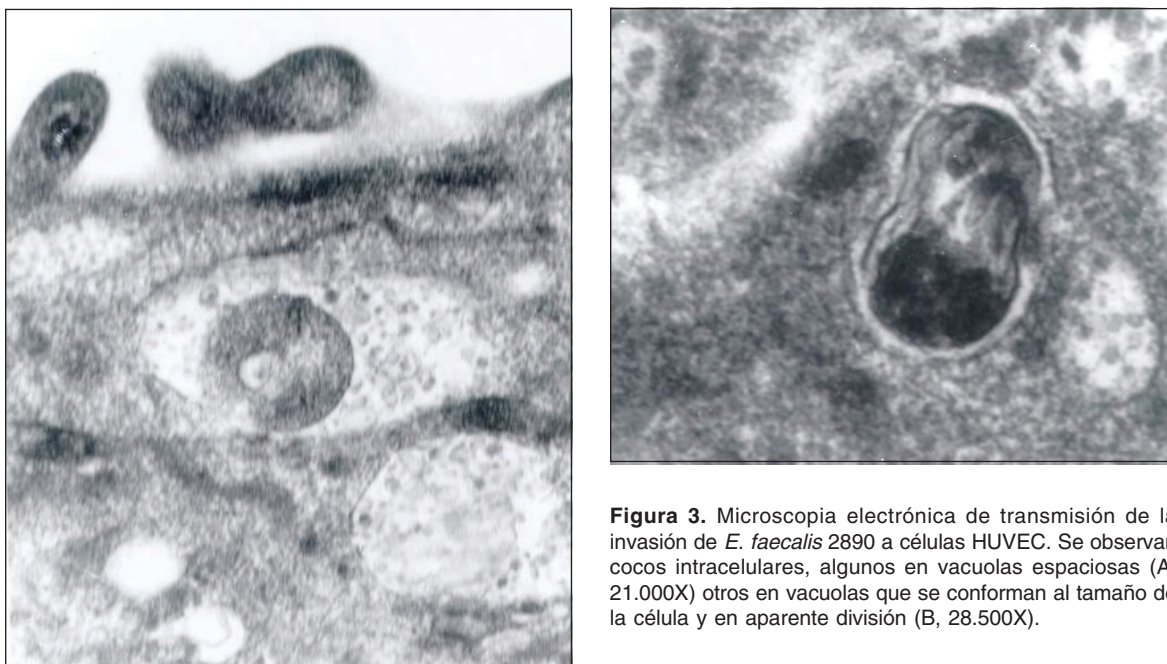 Figura 3. Microscopia electrónica de transmisión de la
invasión de E. faecalis 2890 a células HUVEC. Se observan
cocos intracelulares, algunos en vacuolas espaciosas (A,
21.000X) otros en vacuolas que se conforman al tamaño de
la célula y en aparente división (B, 28.500X).